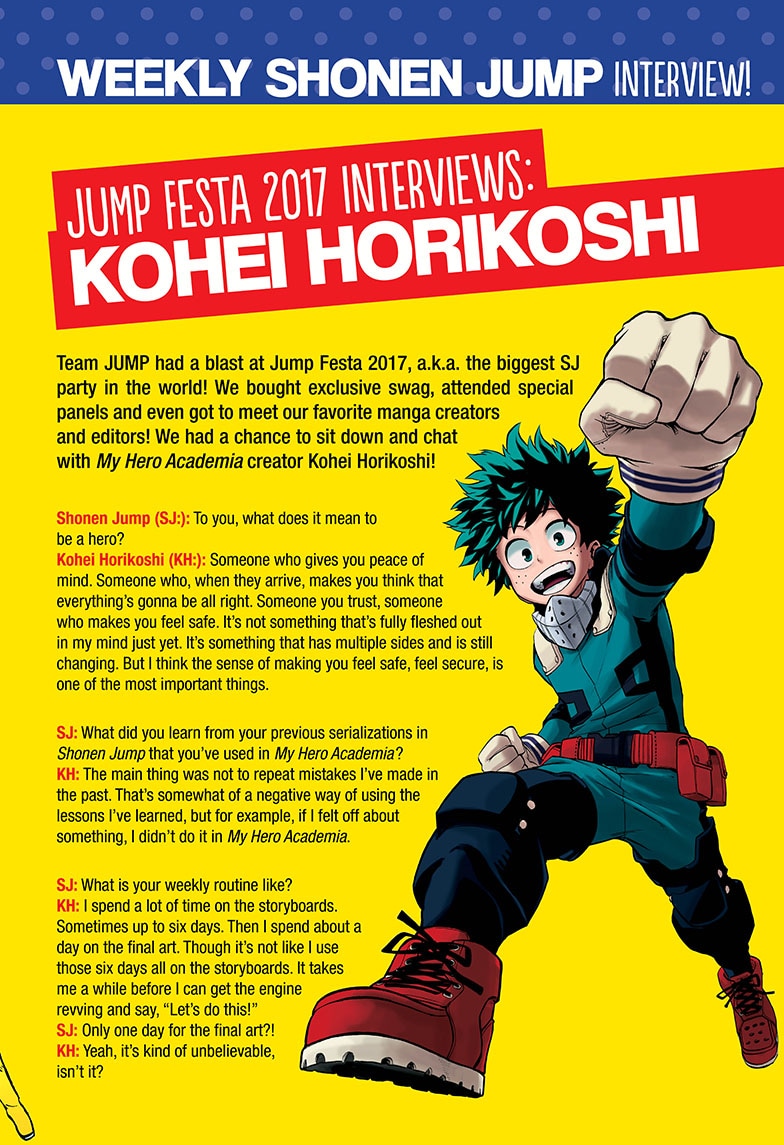 WEEKLY SHONEN JUMP INTERVIEW!
JUMP FESTA 2017 INTERVIEWS:
KOHEI HORIKOSHI
Team JUMP had a blast at Jump Festa 2017, a.k.a. the biggest SJ
party in the world! We bought exclusive swag, attended special
panels and even got to meet our favorite manga creators
and editors! We had a chance to sit down and chat
with My Hero Academia creator Kohei Horikoshi!
Shonen Jump (SJ:): To you, what does it mean to
be a hero?
Kohei Horikoshi (KH:): Someone who gives you peace of
mind. Someone who, when they arrive, makes you think that
everything's gonna be all right. Someone you trust, someone
who makes you feel safe. It's not something that's fully fleshed out
in my mind just yet. It's something that has multiple sides and is still
changing. But I think the sense of making you feel safe, feel secure, is
one of the most important things.
SJ: What did you learn from your previous serializations in
Shonen Jump that you've used in My Hero Academia?
KH: The main thing was not to repeat mistakes I've made in
the past. That's somewhat of a negative way of using the
lessons I've learned, but for example, if I felt off about
something, I didn't do it in My Hero Academia.
SJ: What is your weekly routine like?
KH: I spend a lot of time on the storyboards.
Sometimes up to six days. Then I spend about a
day on the final art. Though it's not like I use
those six days all on the storyboards. It takes
me a while before I can get the engine
revving and say, “Let's do this!”
SJ: Only one day for the final art?!
KH: Yeah, it's kind of unbelievable,
isn't it?